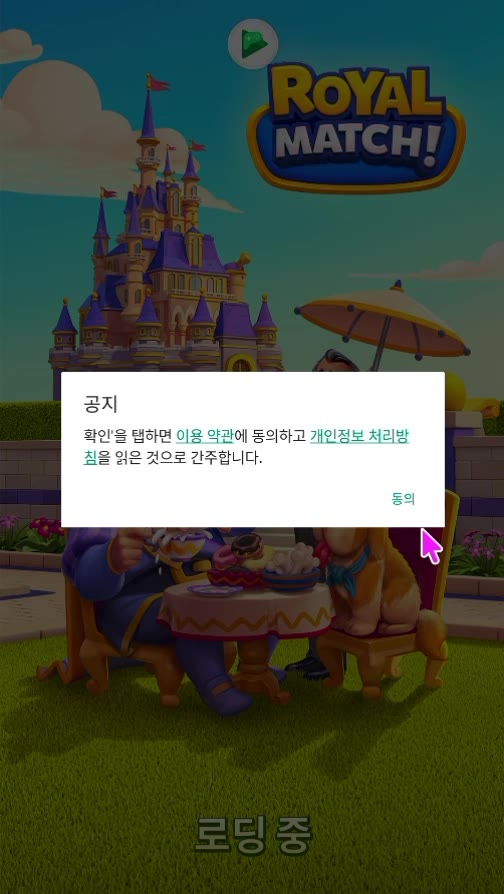 ROYAL
MATCH!
공지
확인'을 탭하면 이용 약관에 동의하고 개인정보 처리방
침을 읽은 것으로 간주합니다.
동의
로딩 중